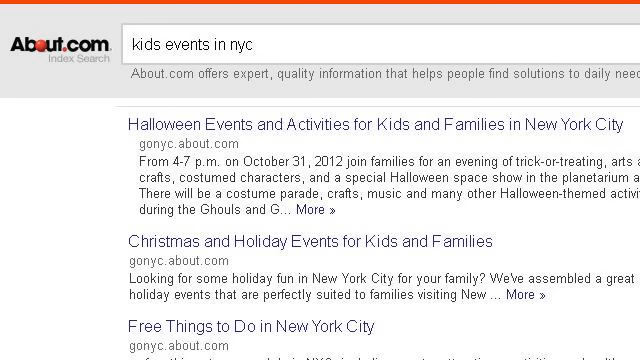 About.com
Index Search
kids events in nyc
About.com offers expert, quality information that helps people find solutions to daily need
Halloween Events and Activities for Kids and Families in New York City
gonyc.about.com
From 4-7 p.m. on October 31, 2012 join families for an evening of trick-or-treating, arts
crafts, costumed characters, and a special Halloween space show in the planetarium a
There will be a costume parade, crafts, music and many other Halloween-themed activi
during the Ghouls and G... More »
Christmas and Holiday Events for Kids and Families
gonyc.about.com
Looking for some holiday fun in New York City for your family? We've assembled a great
holiday events that are perfectly suited to families visiting New ... More »
Free Things to Do in New York City
gonyc.about.com